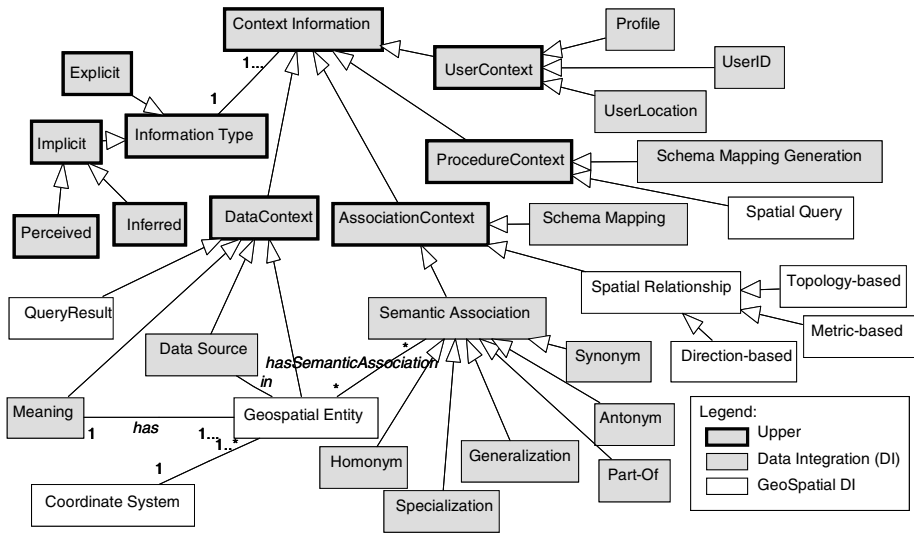 Context Information
Profile
1...
UserContext
UserID
Explicit
1
UserLocation
Implicit
Information Type
ProcedureContext
Schema Mapping Generation
Perceived
Inferred
DataContext
AssociationContext
Schema Mapping
Spatial Query
QueryResult
Spatial Relationship
Topology-based
Semantic Association
Metric-based
Data Source
*
hasSemanticAssociation
Synonym
Direction-based
in
*
Meaning
Geospatial Entity
1
has
1...
1..*
Antonym
Homonym
Generalization
Part-Of
1
Coordinate System
Specialization
Legend:
Upper
Data Integration (DI)
GeoSpatial DI